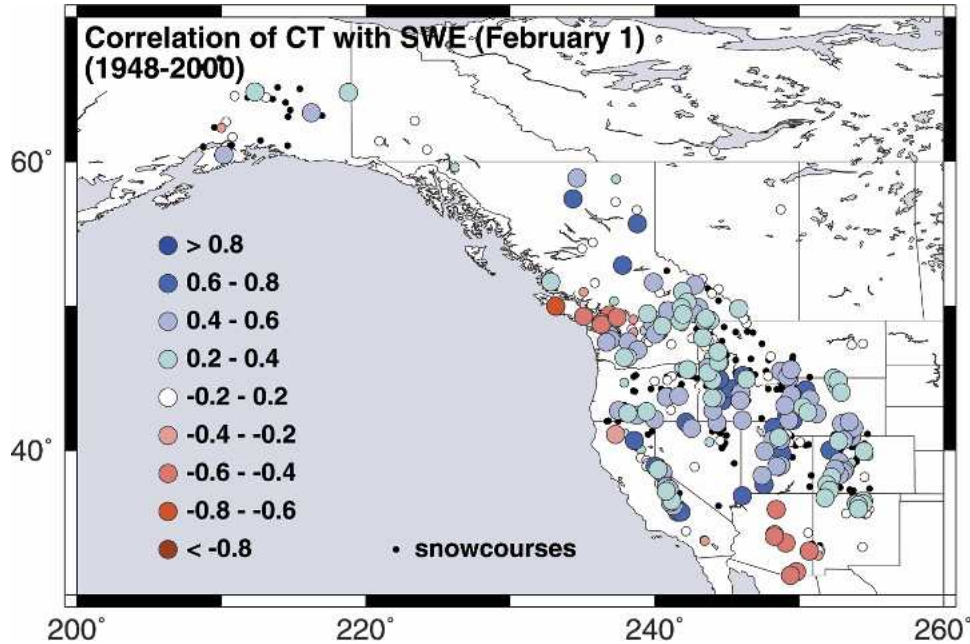 Correlation of CT with SWE (February 1)
(1948-2000)
60°
> 0.8
0.6 - 0.8
0.4 - 0.6
0.2 - 0.4
-0.2 - 0.2
-0.4 - -0.2
40°
-0.6 - -0.4
-0.8 - -0.6
< -0.8
snowcourses
200°
220°
240°
260°